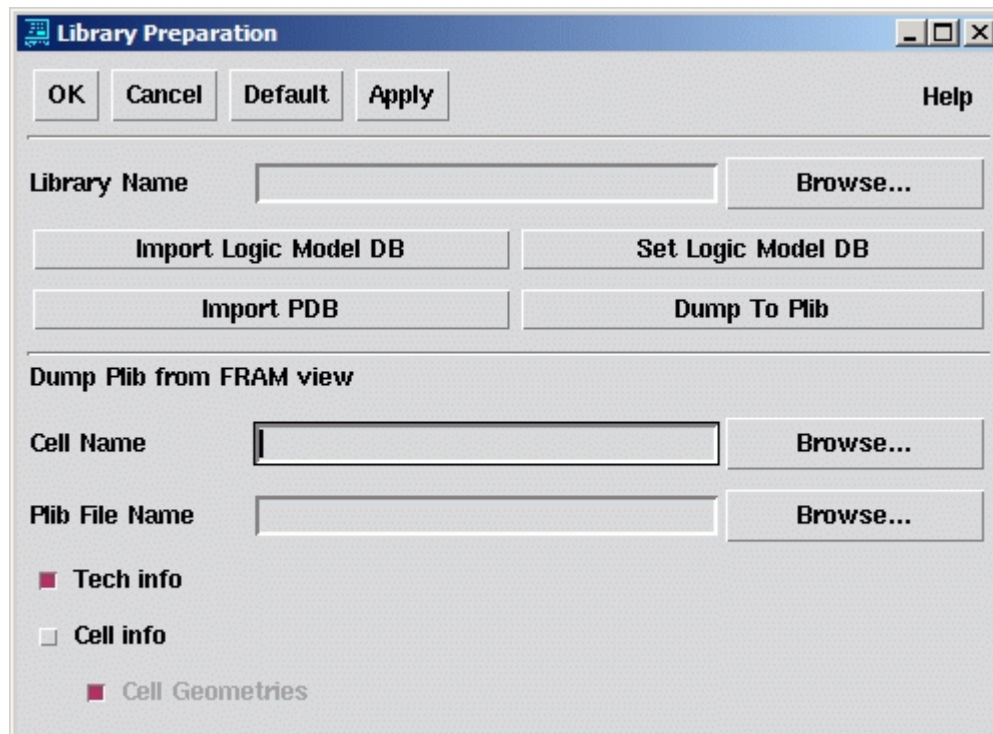 Library Preparation
OK Cancel Default Apply Help
Library Name Browse...
Import Logic Model DB Set Logic Model DB
Import PDB Dump To Plib
Dump Plib from FRAM view
Cell Name Browse...
Plib File Name Browse...
Tech info
Cell info
Cell Geometries